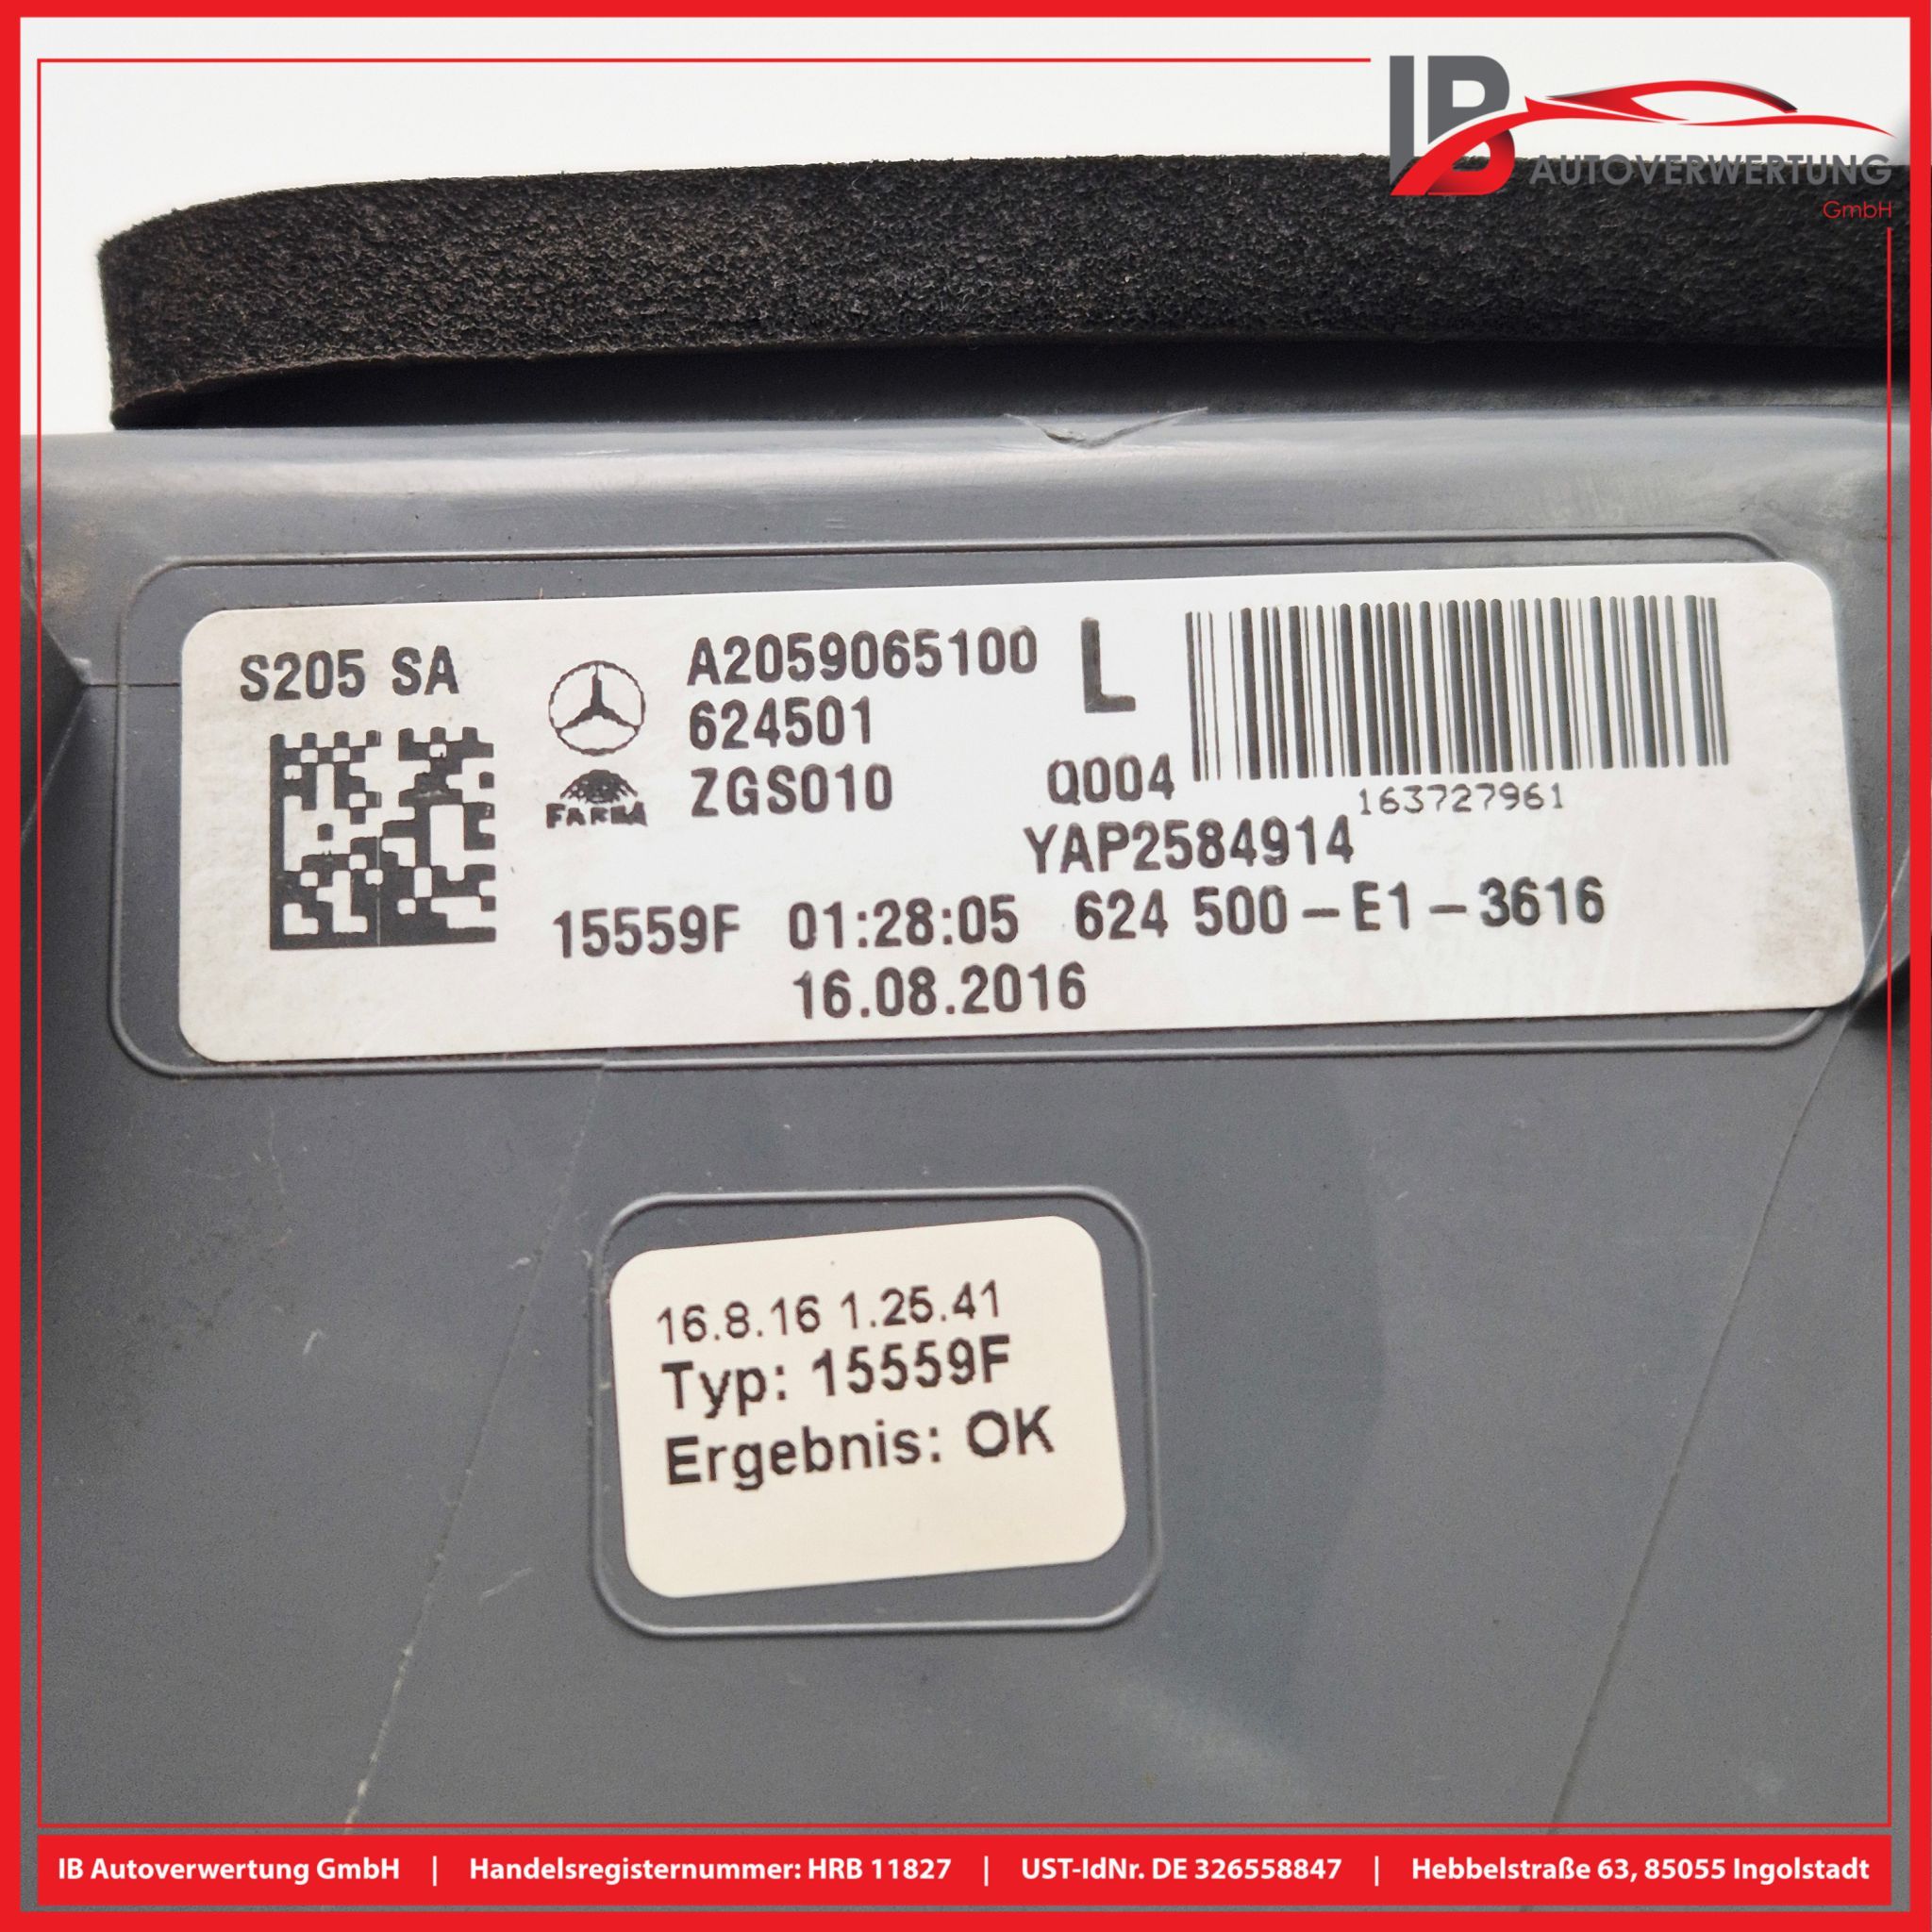 IB
AUTOVERWERTUNG
GmbH
S205 SA
A2059065100 L
624501
FARBA
ZGS010 Q004
163727961
YAP2584914
15559F 01:28:05 624 500-E1-3616
16.08.2016
16.8.16 1.25.41
Typ: 15559F
Ergebnis: OK
IB Autoverwertung GmbH | Handelsregisternummer: HRB 11827 | UST-IdNr. DE 326558847 | Hebbelstraße 63, 85055 Ingolstadt